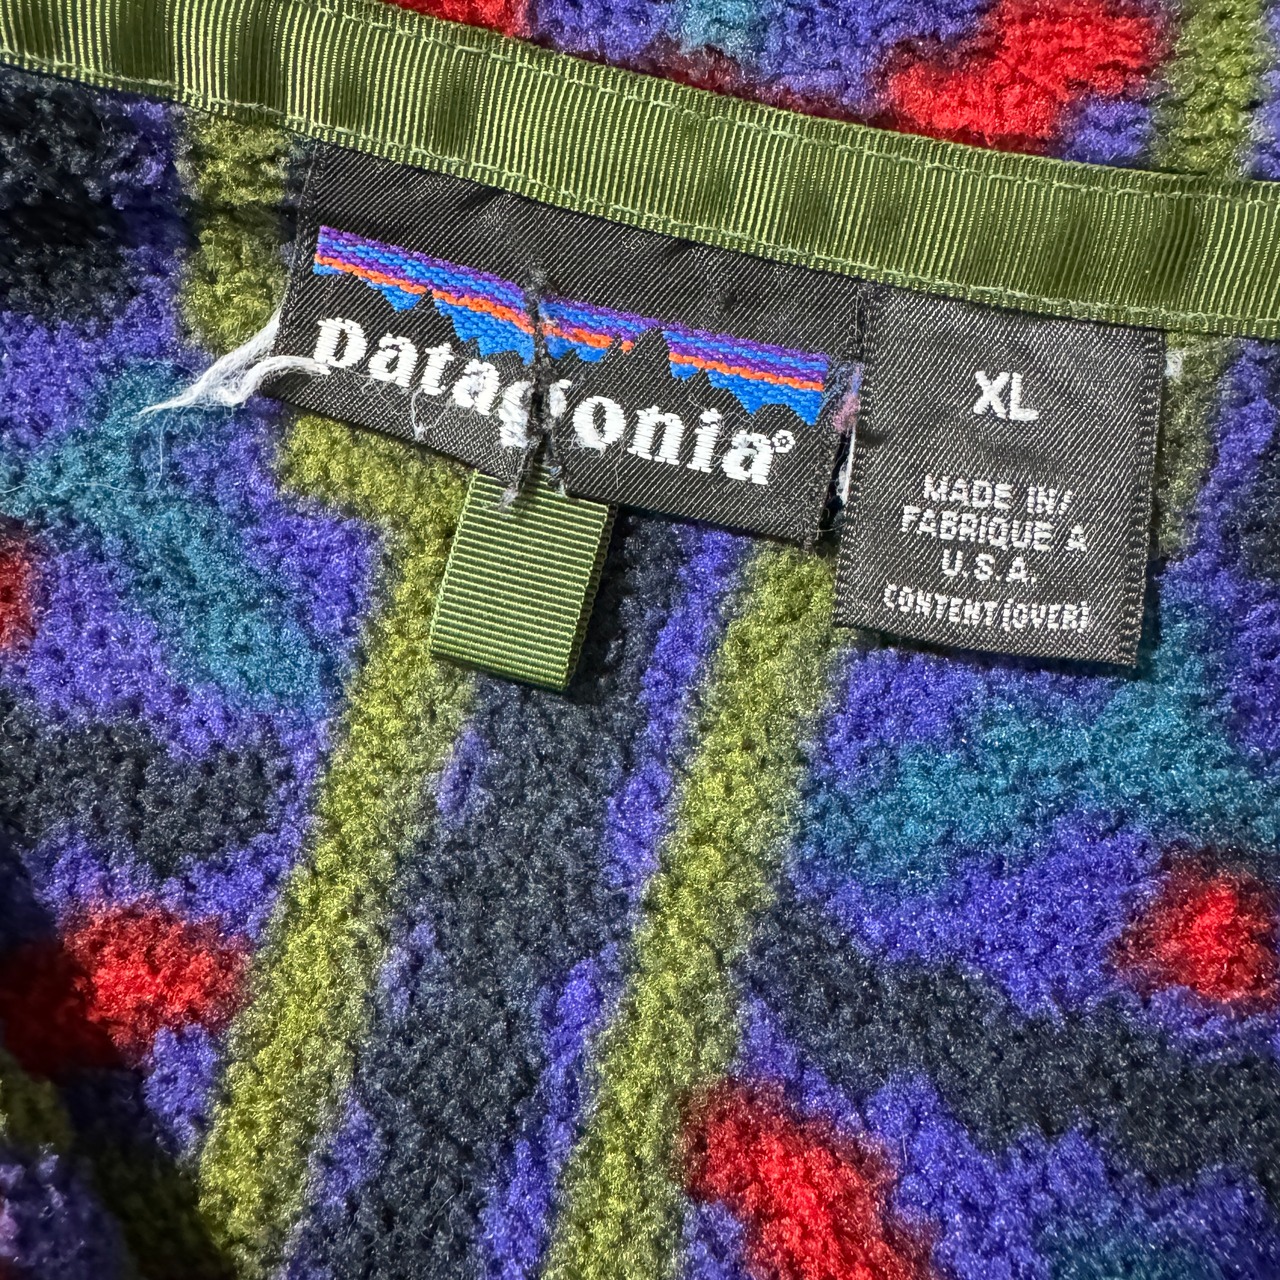 patagonia®
XL
MADE IN/
FABRIQUE A
U.S.A.
CONTENT(OVER)